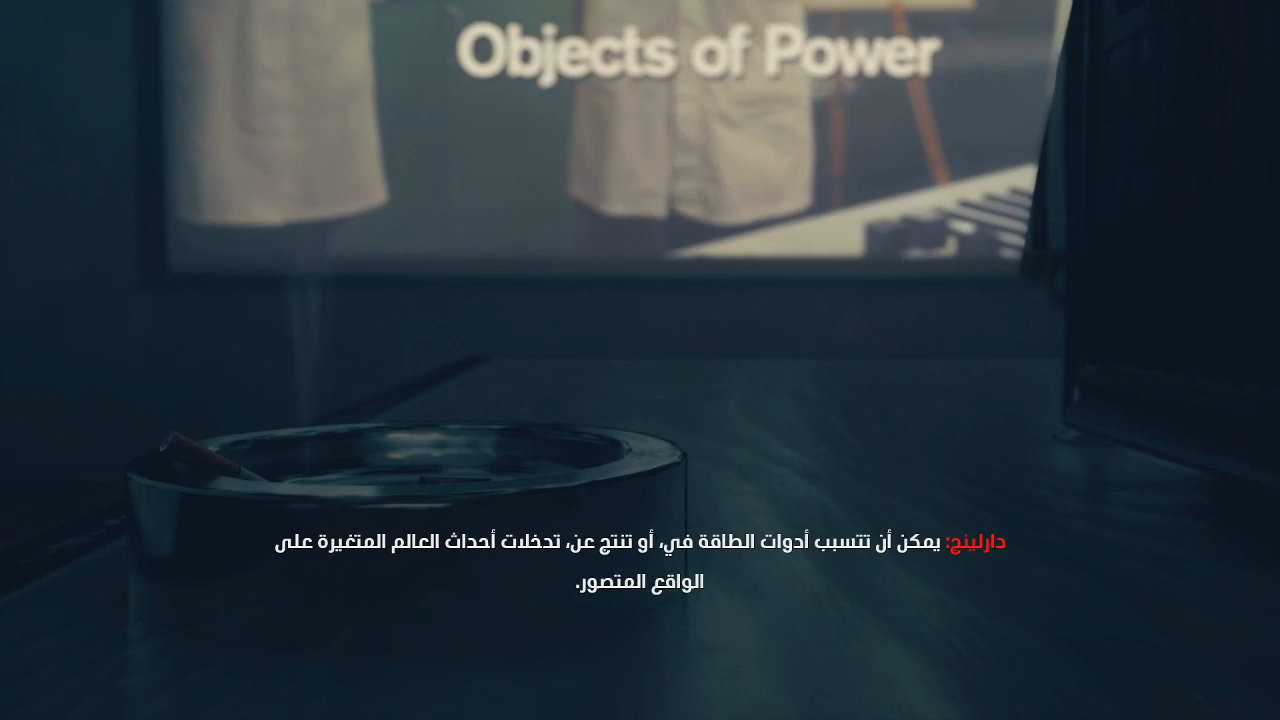 Objects of Power
دارلينج: يمكن أن تتسبب أدوات الطاقة في، أو تنتج عن، تدخلات أحداث العالم المتغيرة على
الواقع المتصور.